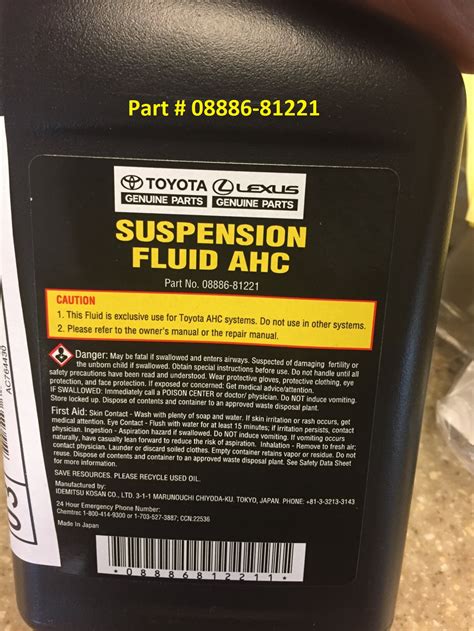 Part # 08886-81221
TOYOTA LEXUS
GENUINE PARTS GENUINE PARTS
SUSPENSION
FLUID AHC
Part No. 08886-81221
CAUTION
1. This Fluid is exclusive use for Toyota AHC systems. Do not use in other systems.
2. Please refer to the owner's manual or the repair manual.
Danger: May be fatal if swallowed and enters airways. Suspected of damaging fertility or
the unborn child if swallowed. Obtain special instructions before use. Do not handle until all
safety precautions have been read and understood. Wear protective gloves, protective clothing, eye
protection, and face protection. If exposed or concerned: Get medical advice/attention.
IF SWALLOWED: Immediately call a POISON CENTER or doctor/ physician. Do NOT induce vomiting.
Store locked up. Dispose of contents and container to an approved waste disposal plant.
First Aid: Skin Contact - Wash with plenty of soap and water. If skin irritation or rash occurs, get
medical attention. Eye Contact - Flush with water for at least 15 minutes; if irritation persists, contact
physician. Ingestion - Aspiration hazard if swallowed. DO NOT induce vomiting. If vomiting occurs
naturally, have casualty lean forward to reduce the risk of aspiration. Inhalation - Remove to fresh air;
contact physician. Launder or discard soiled clothes. Empty container retains vapor or residue. Do not
reuse. Dispose of contents and container to an approved waste disposal plant. See Safety Data Sheet
for more information.
SAVE RESOURCES. PLEASE RECYCLE USED OIL.
Manufactured by:
IDEMITSU KOSAN CO., LTD. 3-1-1 MARUNOUCHI CHIYODA-KU. TOKYO, JAPAN. PHONE: +81-3-3213-3143
24 Hour Emergency Phone Number:
Chemtrec 1-800-414-9300 or 1-703-527-3887; CCN:22536
Made In Japan
*08886812211*
AC764430
03